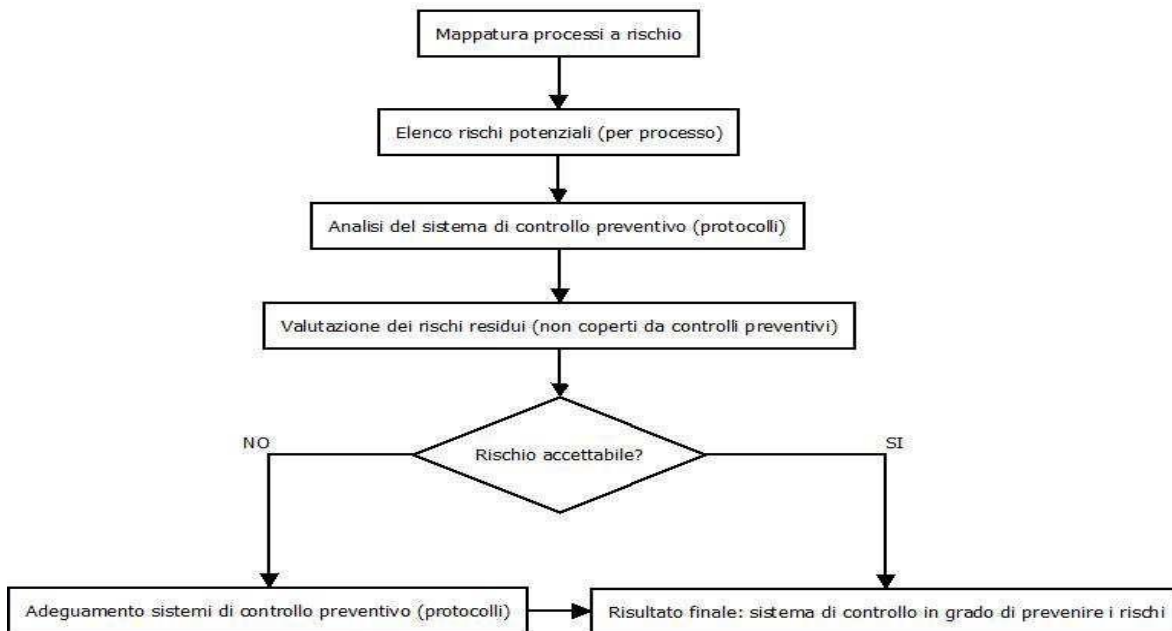 Mappatura processi a rischio
Elenco rischi potenziali (per processo)
Analisi del sistema di controllo preventivo (protocolli)
Valutazione dei rischi residui (non coperti da controlli preventivi)
NO
Rischio accettabile?
SI
Adeguamento sistemi di controllo preventivo (protocolli)
Risultato finale: sistema di controllo in grado di prevenire i rischi